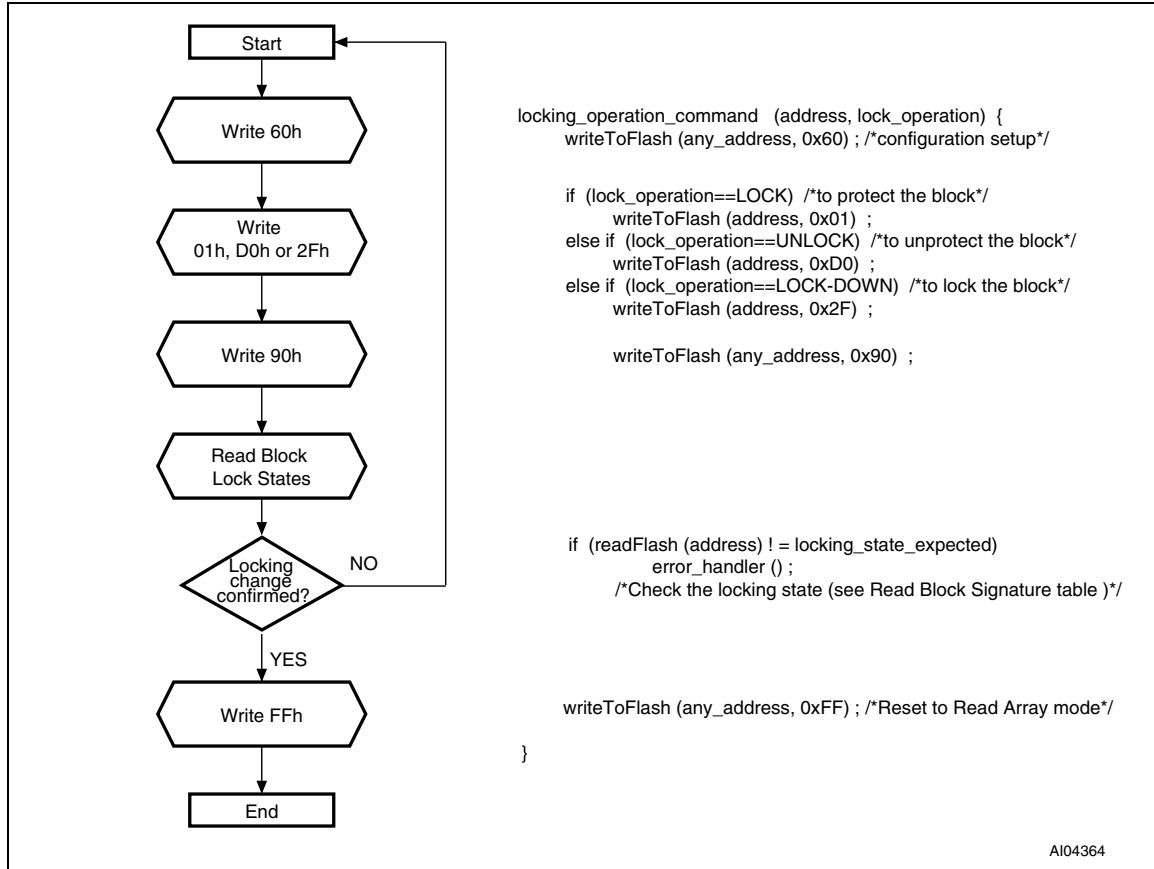 Start
Write 60h
Write
01h, D0h or 2Fh
Write 90h
Read Block
Lock States
Locking
change
confirmed?
NO
YES
Write FFh
End
locking_operation_command (address, lock_operation) {
writeToFlash (any_address, 0x60) ; /*configuration setup*/
if (lock_operation==LOCK) /*to protect the block*/
writeToFlash (address, 0x01) ;
else if (lock_operation==UNLOCK) /*to unprotect the block*/
writeToFlash (address, 0xD0) ;
else if (lock_operation==LOCK-DOWN) /*to lock the block*/
writeToFlash (address, 0x2F) ;
writeToFlash (any_address, 0x90) ;
if (readFlash (address) ! = locking_state_expected)
error_handler () ;
/*Check the locking state (see Read Block Signature table )*/
writeToFlash (any_address, 0xFF) ; /*Reset to Read Array mode*/
}
AI04364